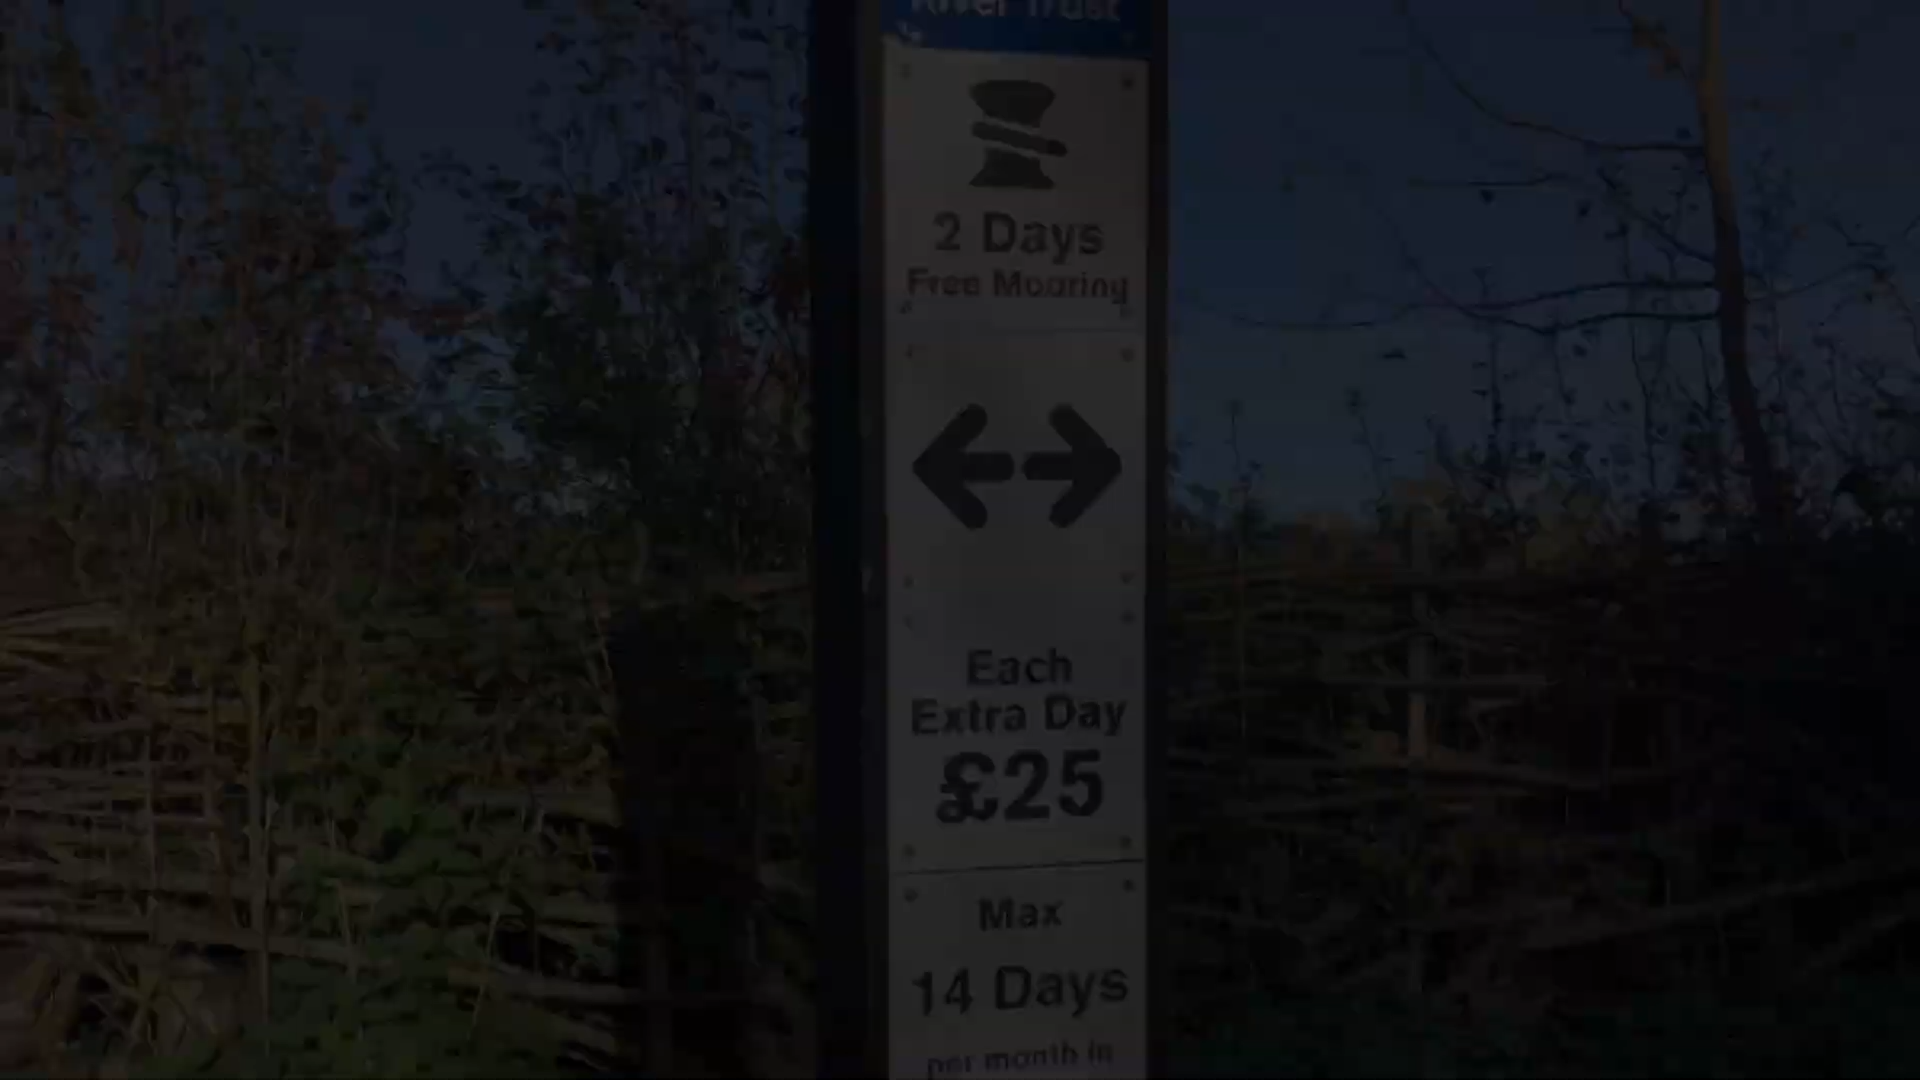 River Trust
2 Days
Free Mooring
Each
Extra Day
£25
Max
14 Days
per month in